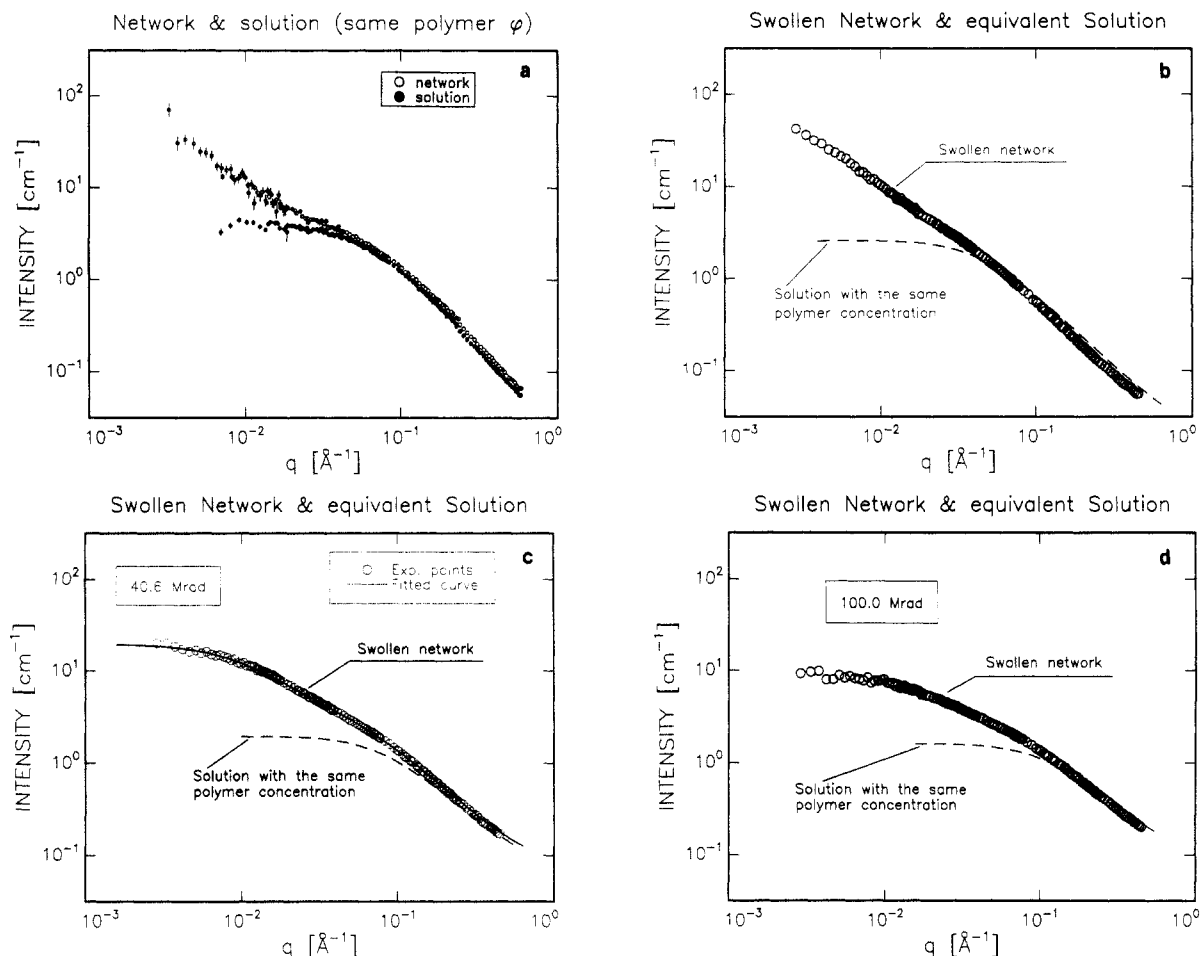 Network & solution (same polymer φ)
a
network
solution
10²
10¹
10⁰
10⁻¹
INTENSITY [cm⁻¹]
10⁻³ 10⁻² 10⁻¹ 10⁰
q [Å⁻¹]
Swollen Network & equivalent Solution
b
Swollen network
Solution with the same
polymer concentration
10²
10¹
10⁰
10⁻¹
INTENSITY [cm⁻¹]
10⁻³ 10⁻² 10⁻¹ 10⁰
q [Å⁻¹]
Swollen Network & equivalent Solution
c
40.6 Mrad
Exp. points
Fitted curve
Swollen network
Solution with the same
polymer concentration
10²
10¹
10⁰
10⁻¹
INTENSITY [cm⁻¹]
10⁻³ 10⁻² 10⁻¹ 10⁰
q [Å⁻¹]
Swollen Network & equivalent Solution
d
100.0 Mrad
Swollen network
Solution with the same
polymer concentration
10²
10¹
10⁰
10⁻¹
INTENSITY [cm⁻¹]
10⁻³ 10⁻² 10⁻¹ 10⁰
q [Å⁻¹]